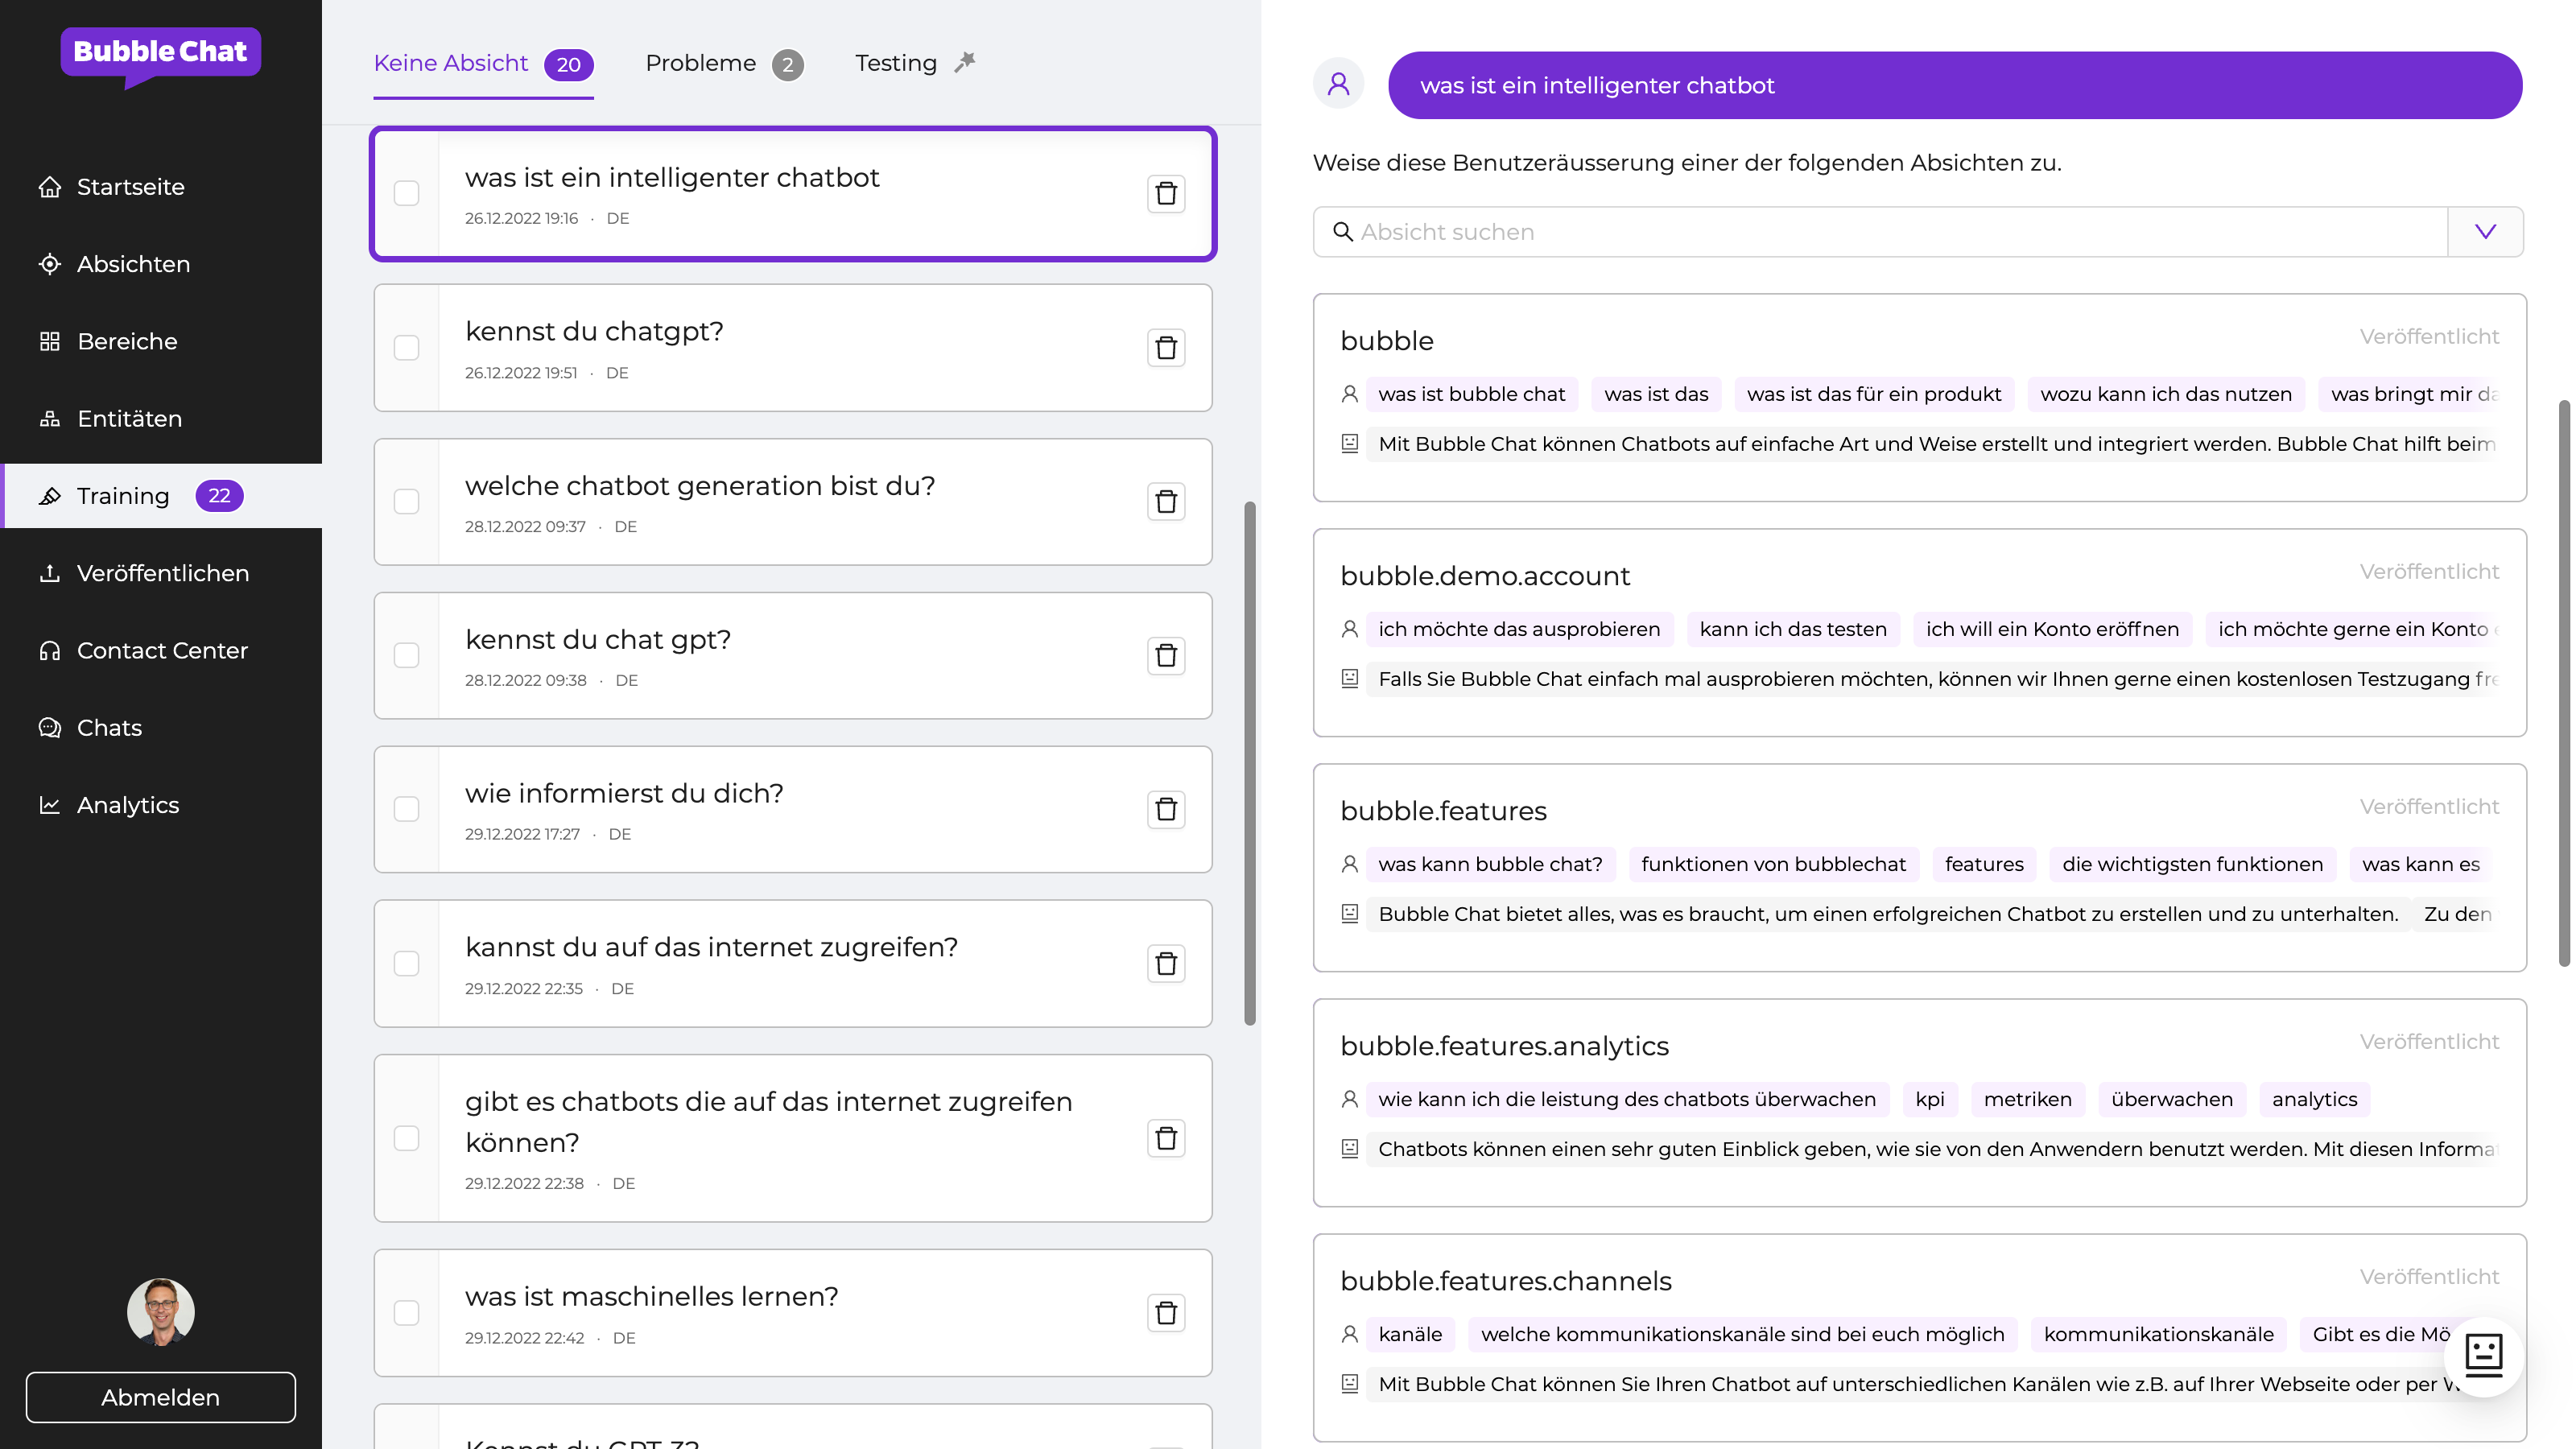 Bubble Chat
Startseite
Absichten
Bereiche
Entitäten
Training 22
Veröffentlichen
Contact Center
Chats
Analytics
Abmelden
Keine Absicht 20 Probleme 2 Testing
was ist ein intelligenter chatbot
26.12.2022 19:16 · DE
kennst du chatgpt?
26.12.2022 19:51 · DE
welche chatbot generation bist du?
28.12.2022 09:37 · DE
kennst du chat gpt?
28.12.2022 09:38 · DE
wie informierst du dich?
29.12.2022 17:27 · DE
kannst du auf das internet zugreifen?
29.12.2022 22:35 · DE
gibt es chatbots die auf das internet zugreifen
können?
29.12.2022 22:38 · DE
was ist maschinelles lernen?
29.12.2022 22:42 · DE
Kennst du GPT-3?
was ist ein intelligenter chatbot
Weise diese Benutzeräusserung einer der folgenden Absichten zu.
Absicht suchen
bubble Veröffentlicht
was ist bubble chat was ist das was ist das für ein produkt wozu kann ich das nutzen was bringt mir da
Mit Bubble Chat können Chatbots auf einfache Art und Weise erstellt und integriert werden. Bubble Chat hilft beim
bubble.demo.account Veröffentlicht
ich möchte das ausprobieren kann ich das testen ich will ein Konto eröffnen ich möchte gerne ein Konto
Falls Sie Bubble Chat einfach mal ausprobieren möchten, können wir Ihnen gerne einen kostenlosen Testzugang fre
bubble.features Veröffentlicht
was kann bubble chat? funktionen von bubblechat features die wichtigsten funktionen was kann es
Bubble Chat bietet alles, was es braucht, um einen erfolgreichen Chatbot zu erstellen und zu unterhalten. Zu den
bubble.features.analytics Veröffentlicht
wie kann ich die leistung des chatbots überwachen kpi metriken überwachen analytics
Chatbots können einen sehr guten Einblick geben, wie sie von den Anwendern benutzt werden. Mit diesen Informa
bubble.features.channels Veröffentlicht
kanäle welche kommunikationskanäle sind bei euch möglich kommunikationskanäle Gibt es die Mö
Mit Bubble Chat können Sie Ihren Chatbot auf unterschiedlichen Kanälen wie z.B. auf Ihrer Webseite oder per W